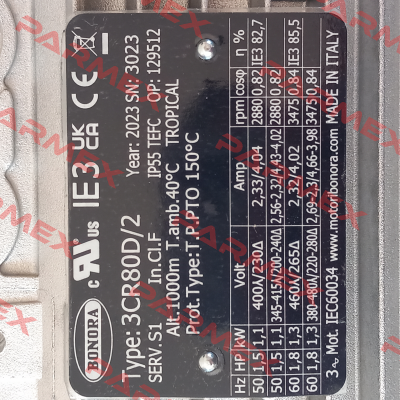 BONORA
c UL us
IE3 UK CA CE
Type: 3CR80D/2 Year: 2023 SN: 3023
SERV.S1 In.Cl.F IP55 TEFC OP: 129512
Alt.1000m T.amb.40°C TROPICAL
Prot.Type:T.P.PTO 150°C
Hz HP kW Volt Amp rpm cosφ η %
50 1,5 1,1 400λ/230Δ 2,33/4,04 2880 0,82 IE3 82,7
50 1,5 1,1 345-415λ/200-240Δ 2,56-2,32/4,43-4,02 2880 0,82
60 1,8 1,3 460λ/265Δ 2,32/4,02 3475 0,84 IE3 85,5
60 1,8 1,3 380-480λ/220-280Δ 2,69-2,3/4,66-3,98 3475 0,84
3~ Mot. IEC60034 www.motoribonora.com MADE IN ITALY
PARMEX